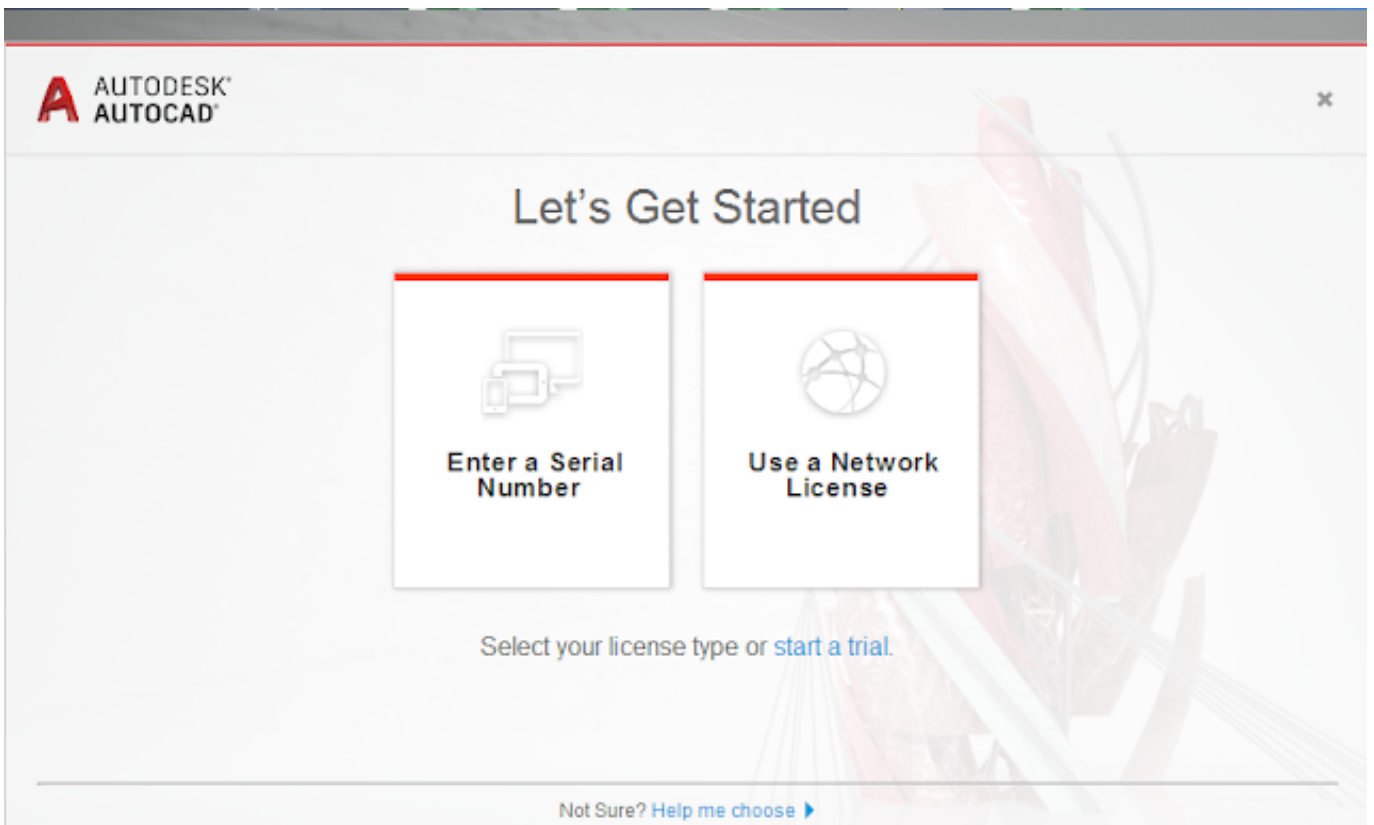 AUTODESK®
AUTOCAD®
Let's Get Started
Enter a Serial
Number
Use a Network
License
Select your license type or start a trial.
Not Sure? Help me choose